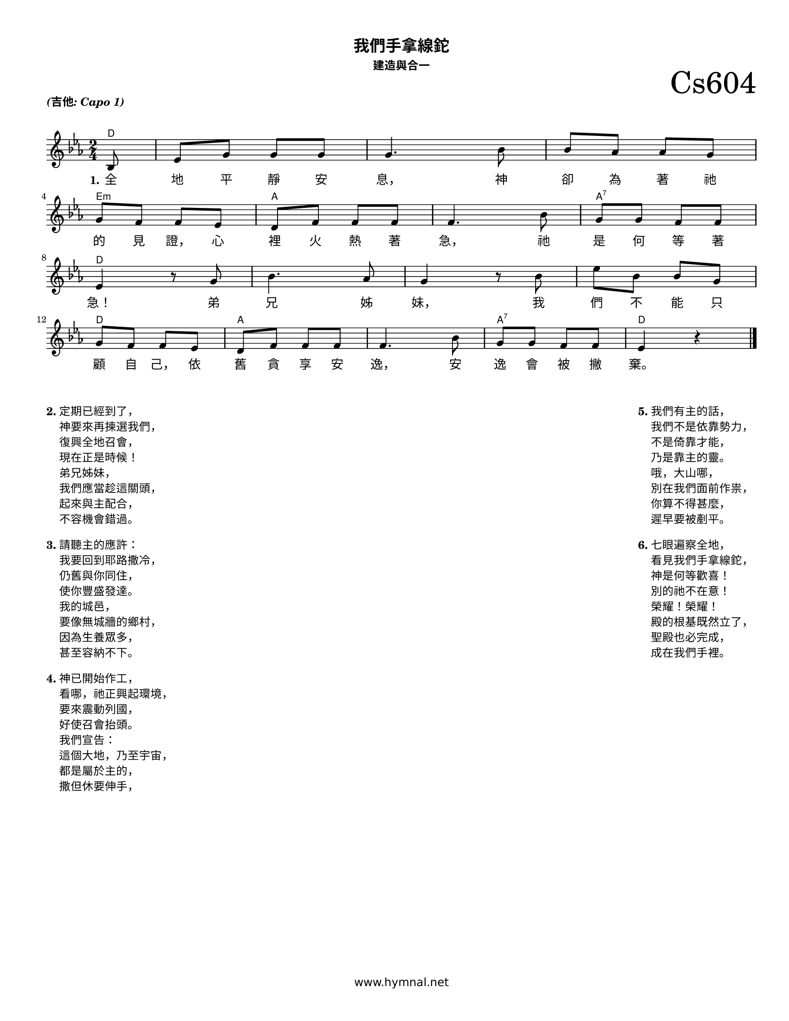 我們手拿線鉈
建造與合一
Cs604
(吉他: Capo 1)
D
1. 全 地 平 靜 安 息， 神 卻 為 著 祂
4 Em A A7
的 見 證， 心 裡 火 熱 著 急， 祂 是 何 等 著
8 D
急！ 弟 兄 姊 妹， 我 們 不 能 只
12 D A A7 D
顧 自 己， 依 舊 貪 享 安 逸， 安 逸 會 被 撇 棄。
2. 定期已經到了，
神要來再揀選我們，
復興全地召會，
現在正是時候！
弟兄姊妹，
我們應當趁這關頭，
起來與主配合，
不容機會錯過。
3. 請聽主的應許：
我要回到耶路撒冷，
仍舊與你同住，
使你豐盛發達。
我的城邑，
要像無城牆的鄉村，
因為生養眾多，
甚至容納不下。
4. 神已開始作工，
看哪，祂正興起環境，
要來震動列國，
好使召會抬頭。
我們宣告：
這個大地，乃至宇宙，
都是屬於主的，
撒但休要伸手，
5. 我們有主的話，
我們不是依靠勢力，
不是倚靠才能，
乃是靠主的靈。
哦，大山哪，
別在我們面前作祟，
你算不得甚麼，
遲早要被剷平。
6. 七眼遍察全地，
看見我們手拿線鉈，
神是何等歡喜！
別的祂不在意！
榮耀！榮耀！
殿的根基既然立了，
聖殿也必完成，
成在我們手裡。
www.hymnal.net